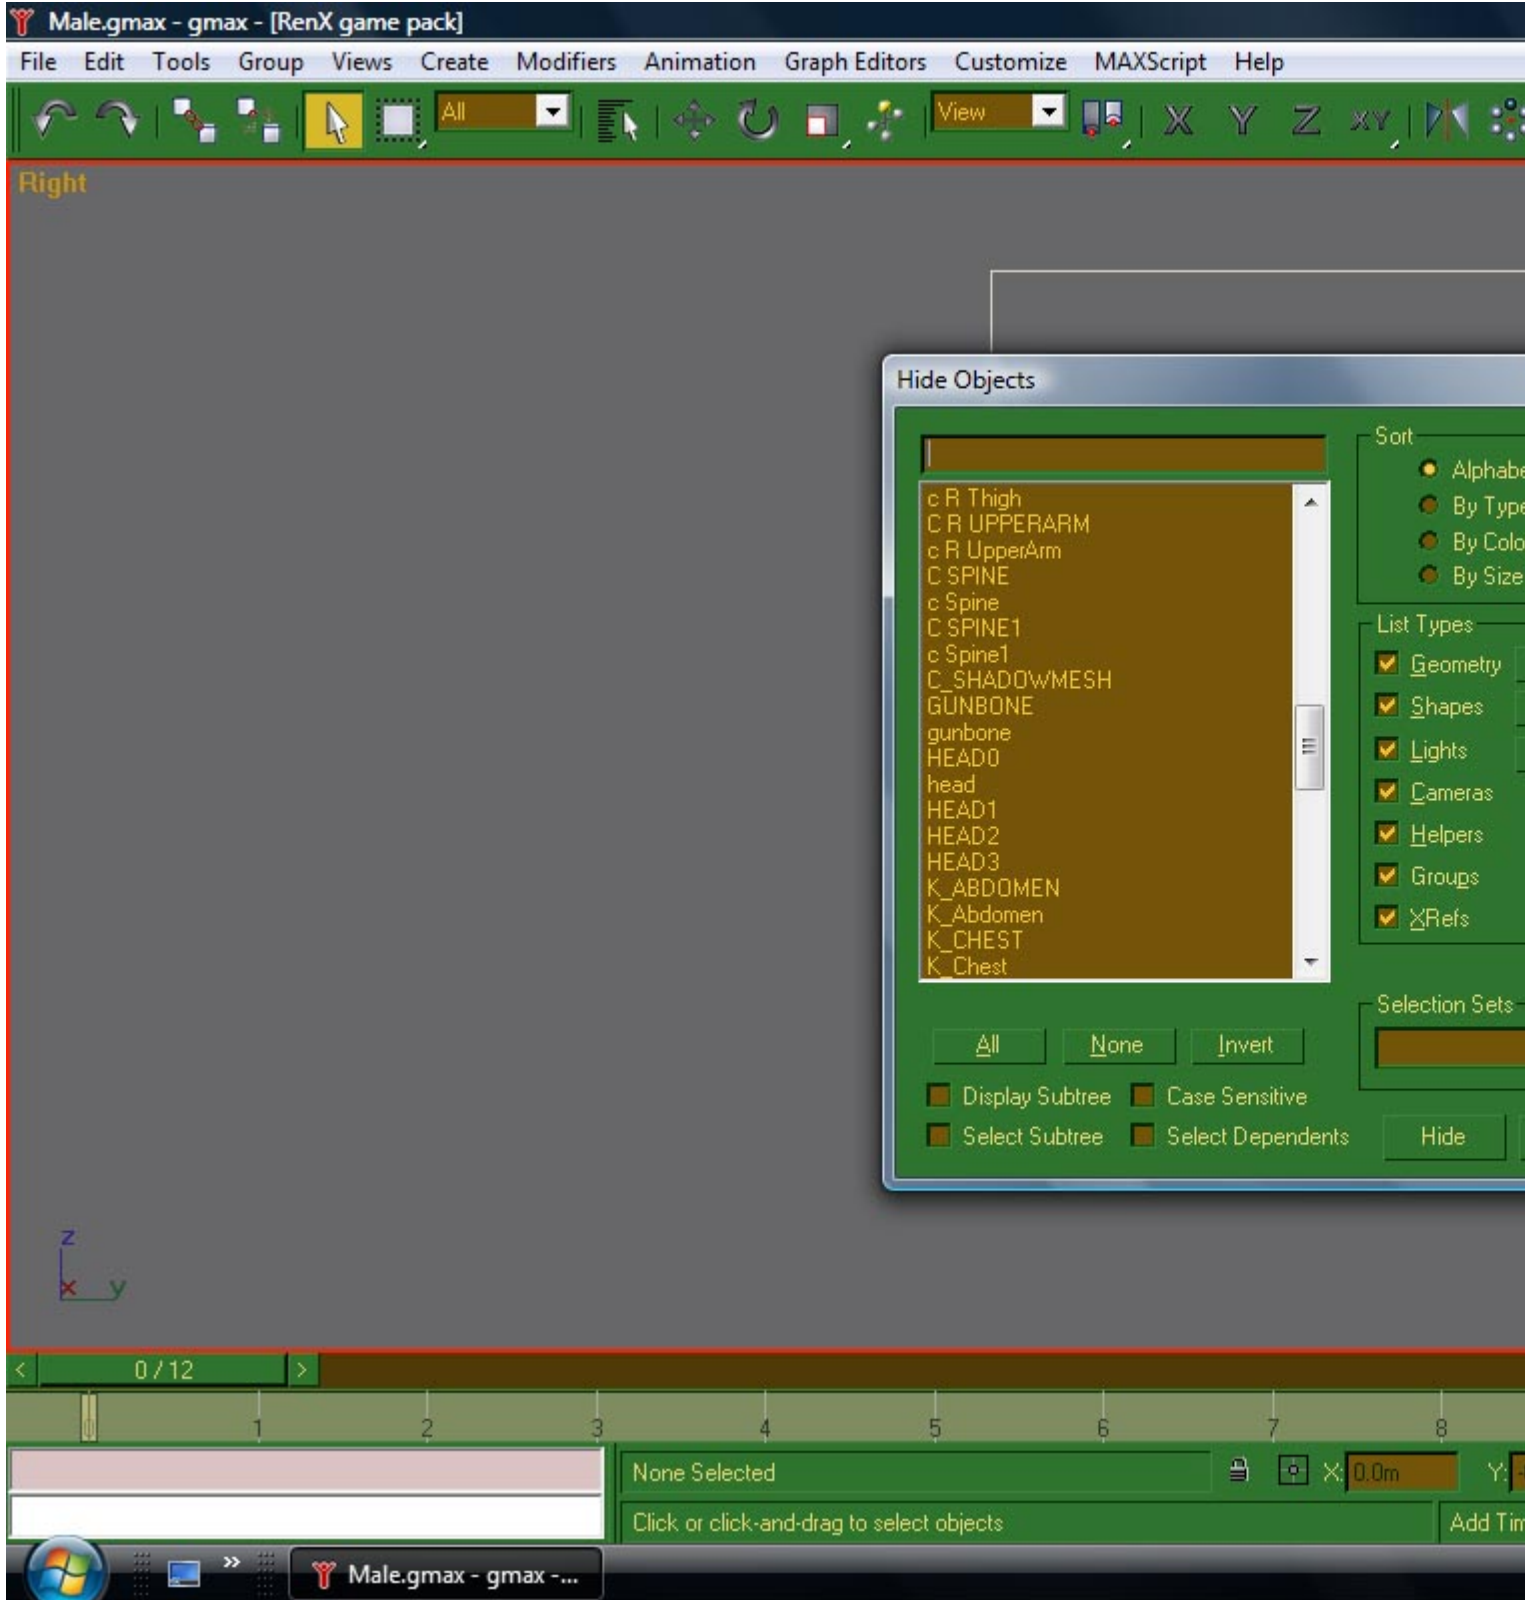 Male.gmax - gmax - [RenX game pack]
File Edit Tools Group Views Create Modifiers Animation Graph Editors Customize MAXScript Help
All View X Y Z XY
Right
Hide Objects
Sort
Alphabe
By Type
By Colo
By Size
c R Thigh
C R UPPERARM
c R UpperArm
C SPINE
c Spine
C SPINE1
c Spine1
C_SHADOWMESH
GUNBONE
gunbone
HEAD0
head
HEAD1
HEAD2
HEAD3
K_ABDOMEN
K_Abdomen
K_CHEST
K_Chest
List Types
Geometry
Shapes
Lights
Cameras
Helpers
Groups
XRefs
Selection Sets
All None Invert
Display Subtree Case Sensitive
Select Subtree Select Dependents Hide
z
x y
< 0 / 12 >
0 1 2 3 4 5 6 7 8
None Selected X: 0.0m Y:
Click or click-and-drag to select objects Add Tim
» Male.gmax - gmax -...